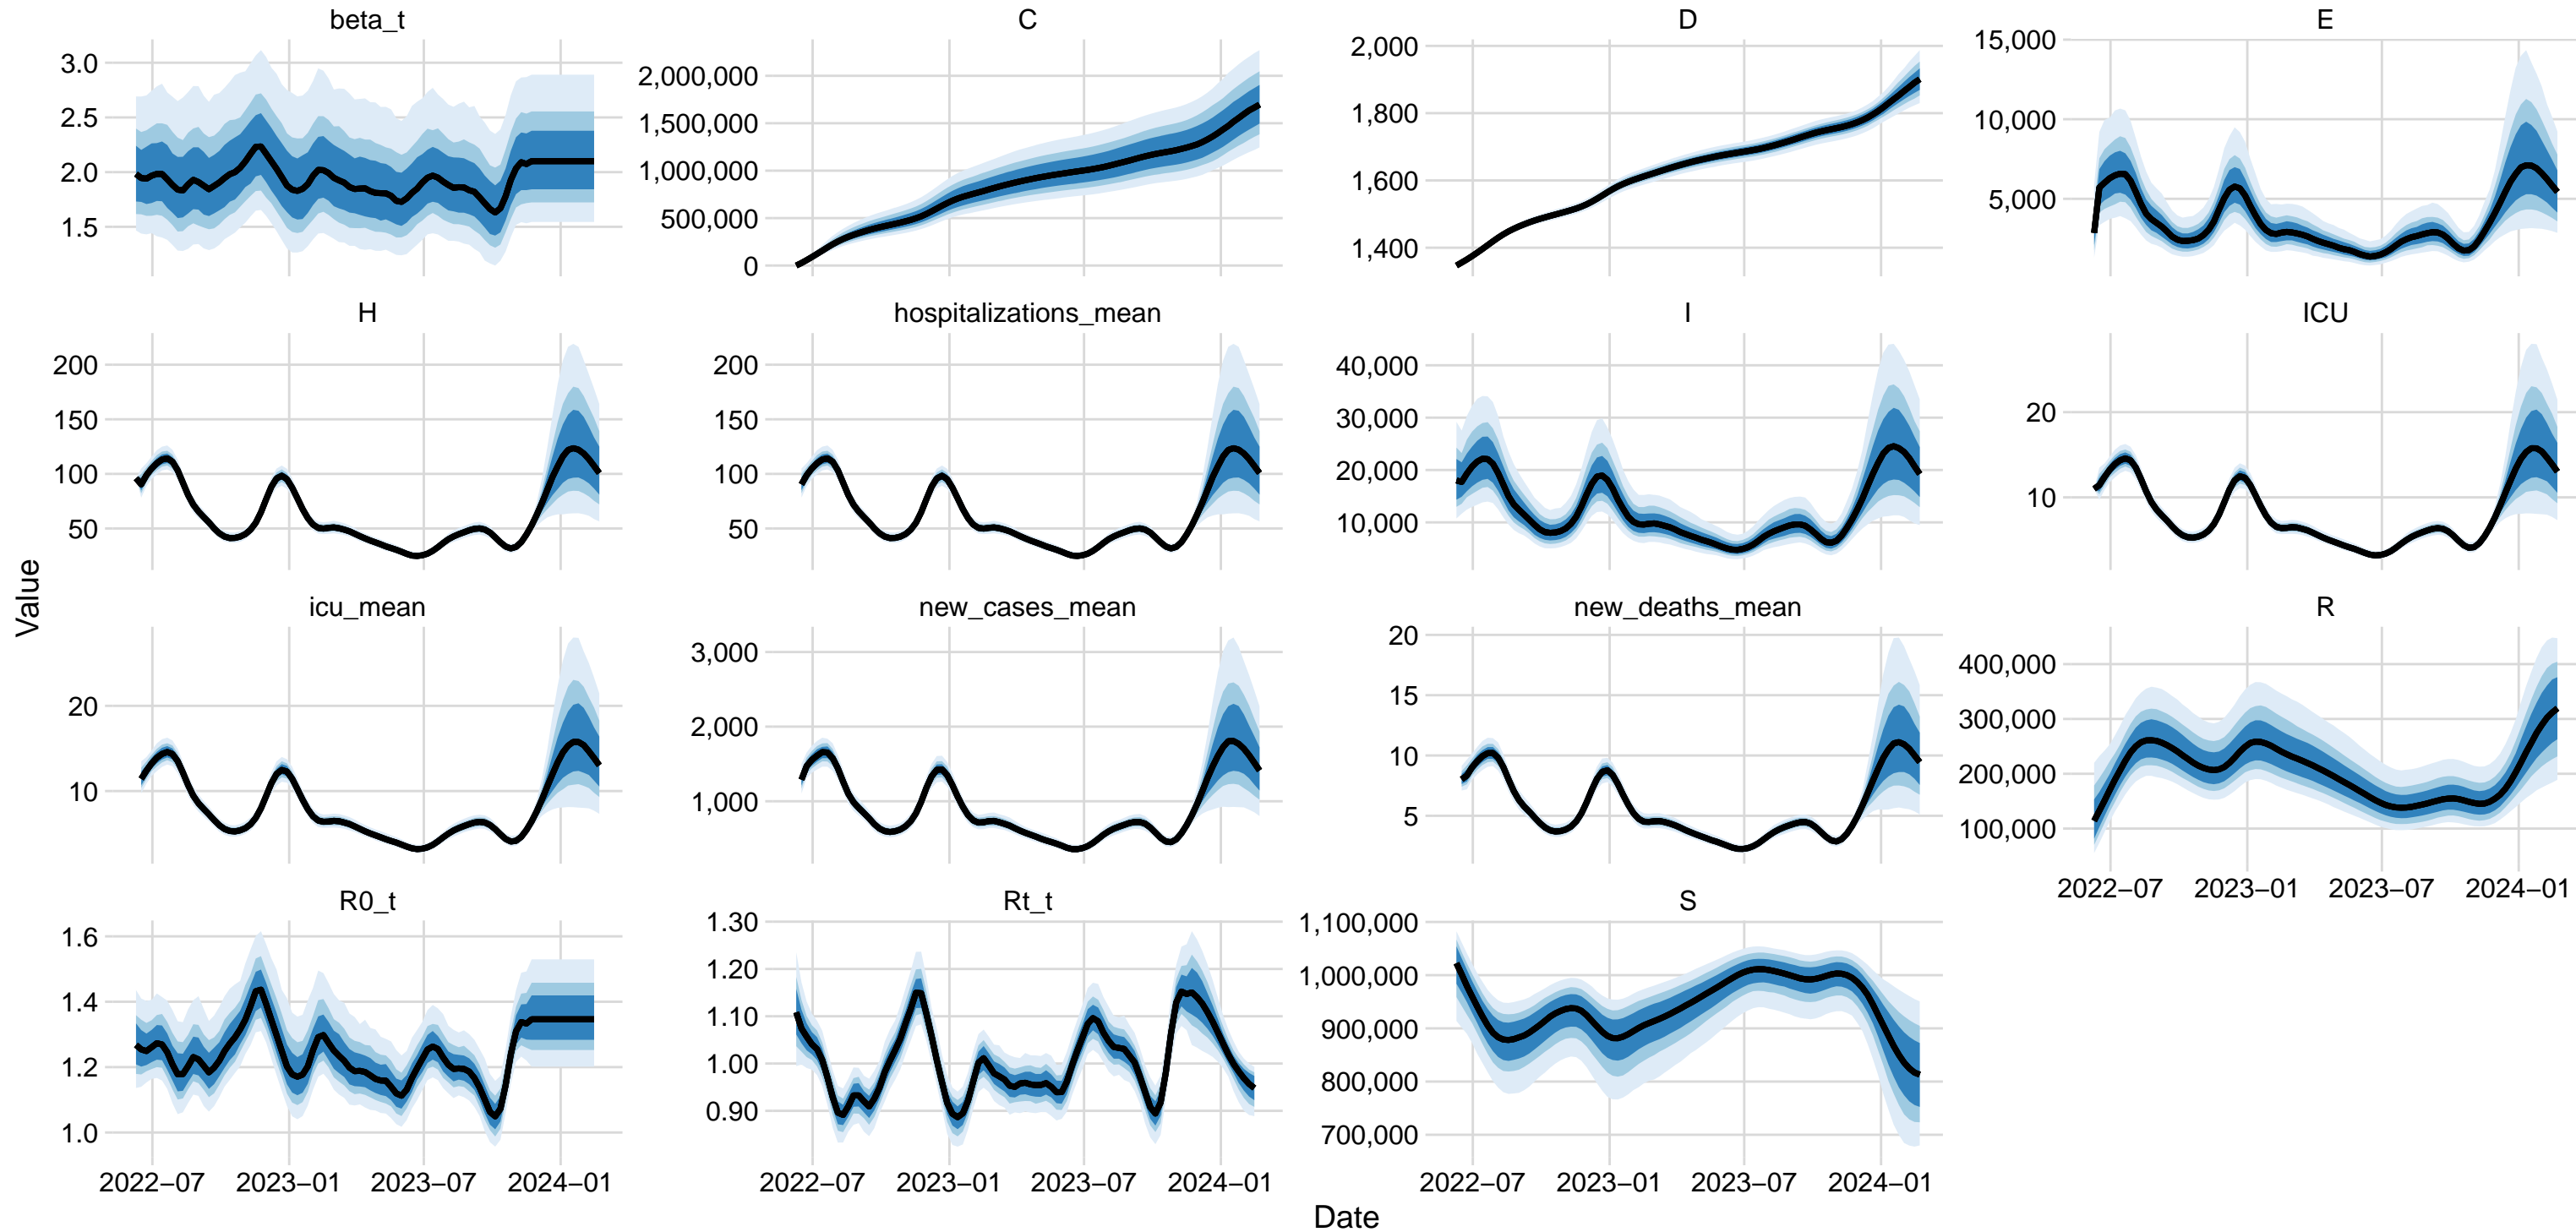 beta_t
C
D
E
3.0
2.5
2.0
1.5
2,000,000
1,500,000
1,000,000
500,000
0
2,000
1,800
1,600
1,400
15,000
10,000
5,000
H
hospitalizations_mean
I
ICU
200
150
100
50
200
150
100
50
40,000
30,000
20,000
10,000
20
10
icu_mean
new_cases_mean
new_deaths_mean
R
20
10
3,000
2,000
1,000
20
15
10
5
400,000
300,000
200,000
100,000
2022−07 2023−01 2023−07 2024−01
R0_t
Rt_t
S
1.6
1.4
1.2
1.0
1.30
1.20
1.10
1.00
0.90
1,100,000
1,000,000
900,000
800,000
700,000
2022−07 2023−01 2023−07 2024−01
2022−07 2023−01 2023−07 2024−01
2022−07 2023−01 2023−07 2024−01
Value
Date